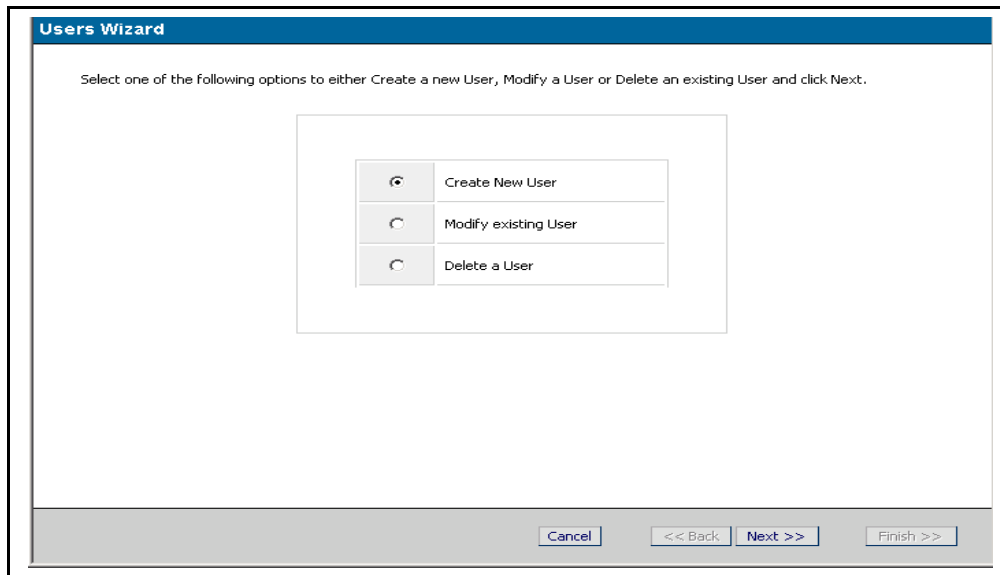 Users Wizard
Select one of the following options to either Create a new User, Modify a User or Delete an existing User and click Next.
Create New User
Modify existing User
Delete a User
Cancel << Back Next >> Finish >>